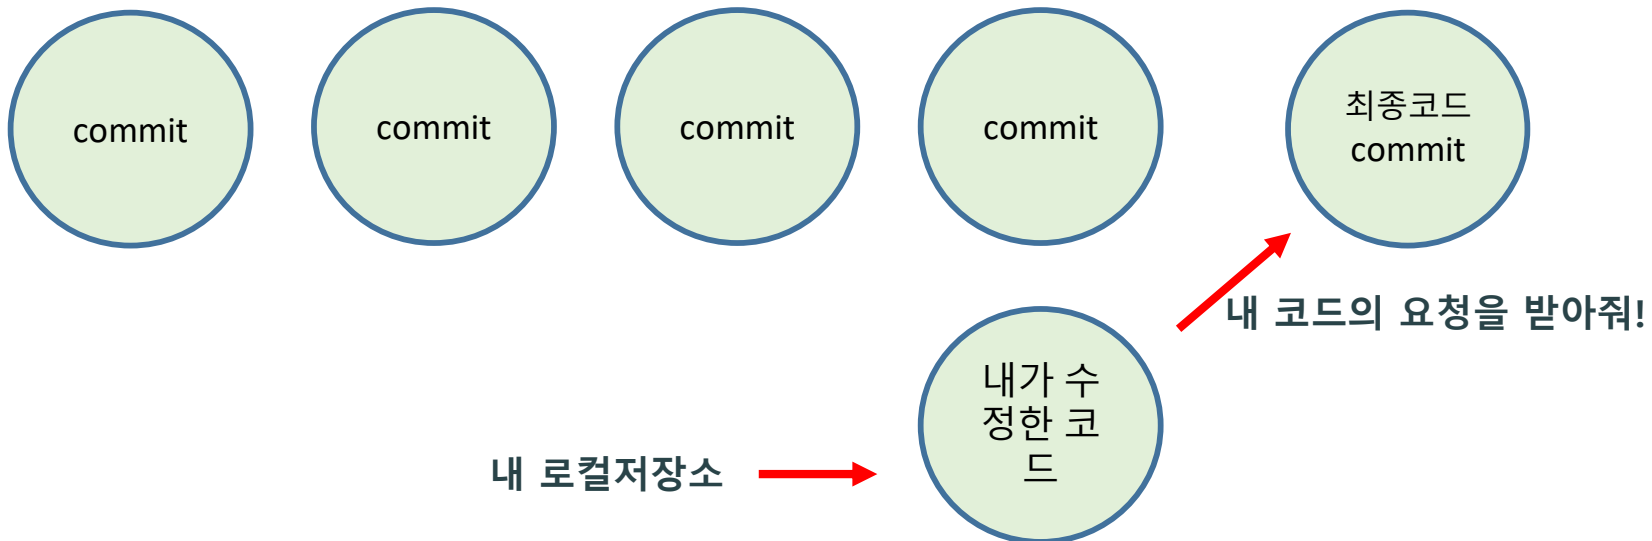 commit
commit
commit
commit
최종코드
commit
내 코드의 요청을 받아줘!
내가 수
정한 코
드
내 로컬저장소